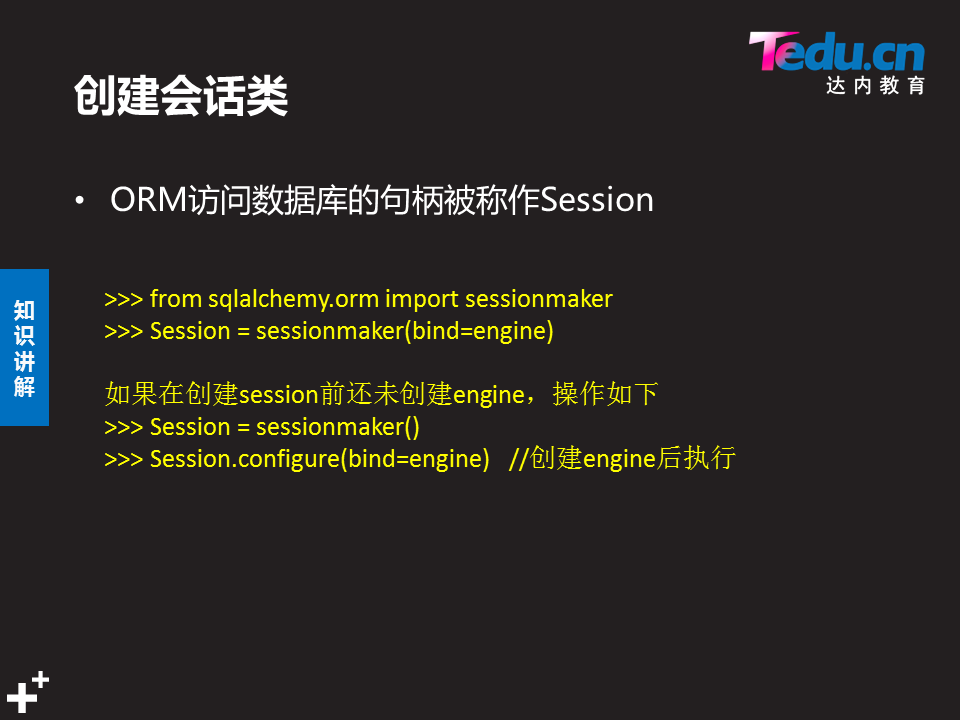 Tedu.cn
达内教育
创建会话类
• ORM访问数据库的句柄被称作Session
知识讲解
>>> from sqlalchemy.orm import sessionmaker
>>> Session = sessionmaker(bind=engine)
如果在创建session前还未创建engine，操作如下
>>> Session = sessionmaker()
>>> Session.configure(bind=engine) //创建engine后执行